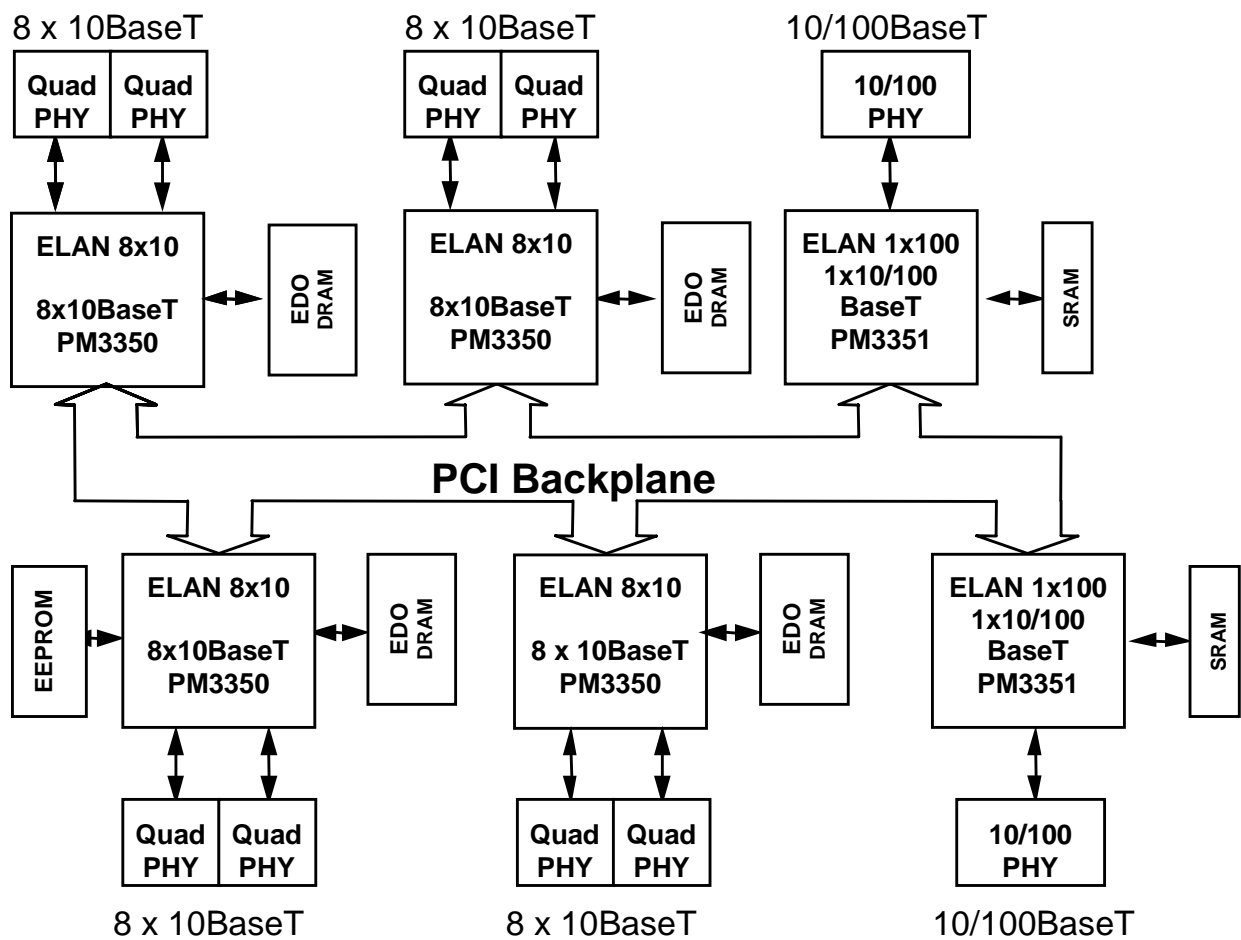 8 x 10BaseT
8 x 10BaseT
10/100BaseT
Quad
PHY
Quad
PHY
Quad
PHY
Quad
PHY
10/100
PHY
ELAN 8x10
8x10BaseT
PM3350
EDO
DRAM
ELAN 8x10
8x10BaseT
PM3350
EDO
DRAM
ELAN 1x100
1x10/100
BaseT
PM3351
SRAM
PCI Backplane
EEPROM
ELAN 8x10
8x10BaseT
PM3350
EDO
DRAM
ELAN 8x10
8 x 10BaseT
PM3350
EDO
DRAM
ELAN 1x100
1x10/100
BaseT
PM3351
SRAM
Quad
PHY
Quad
PHY
Quad
PHY
Quad
PHY
10/100
PHY
8 x 10BaseT
8 x 10BaseT
10/100BaseT